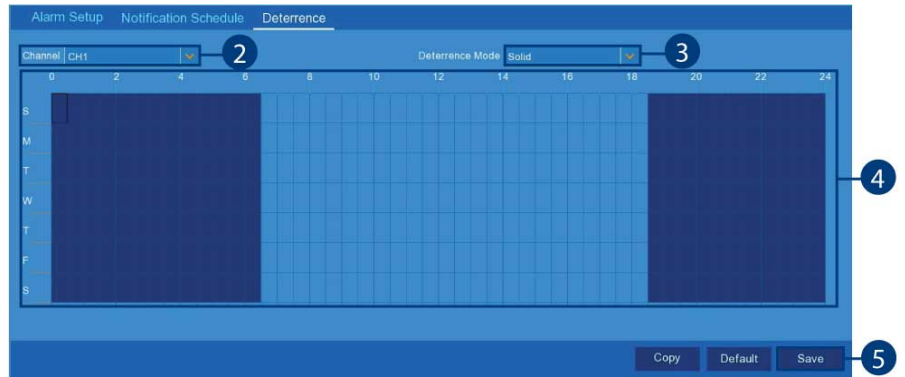 Alarm Setup Notification Schedule Deterrence
Channel CH1 2 Deterrence Mode Solid 3
0 2 4 6 8 10 12 14 16 18 20 22 24
S
M
T
W
4
T
F
S
Copy Default Save 5